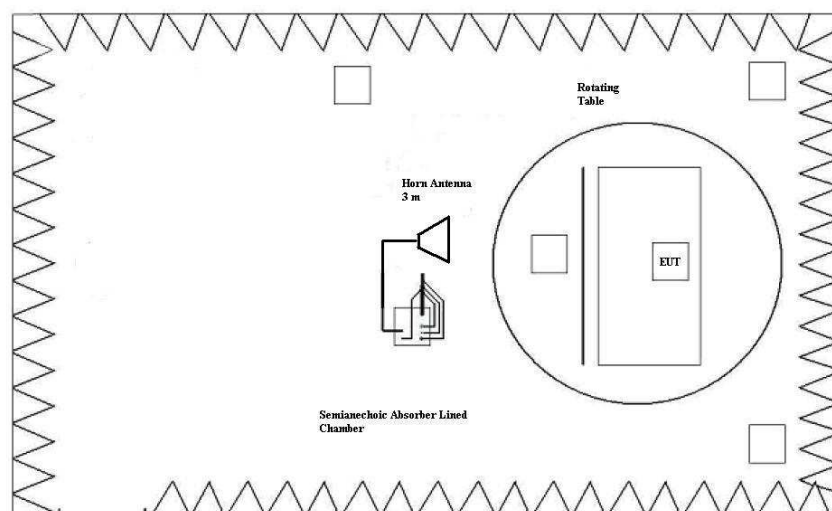 Rotating
Table
Horn Antenna
3 m
EUT
Semianechoic Absorber Lined
Chamber